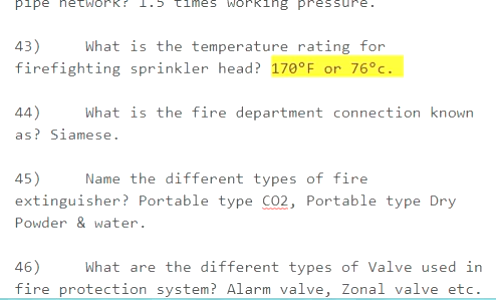 pipe network? 1.5 times working pressure.
43) What is the temperature rating for
firefighting sprinkler head? 170°F or 76°c.
44) What is the fire department connection known
as? Siamese.
45) Name the different types of fire
extinguisher? Portable type CO2, Portable type Dry
Powder & water.
46) What are the different types of Valve used in
fire protection system? Alarm valve, Zonal valve etc.